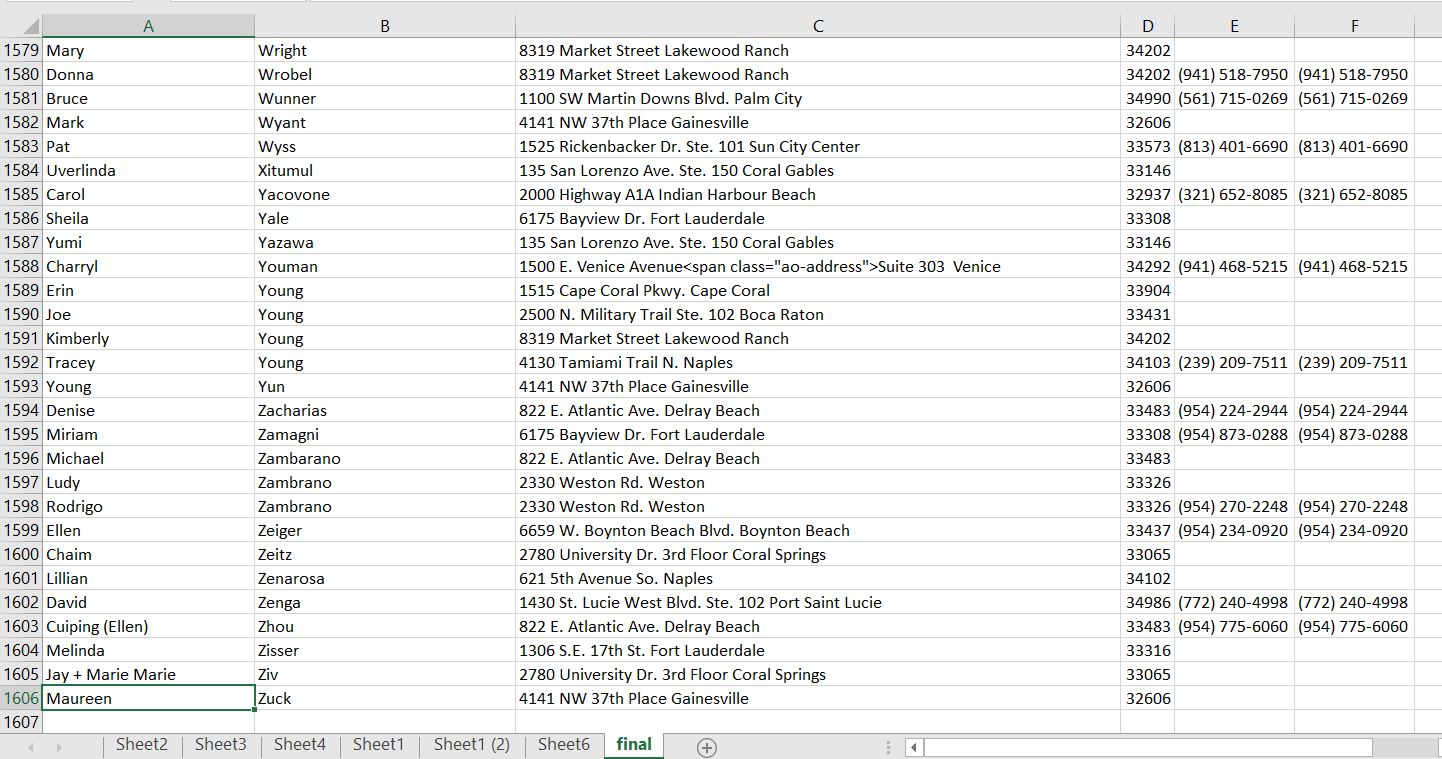 A B C D E F
1579 Mary Wright 8319 Market Street Lakewood Ranch 34202
1580 Donna Wrobel 8319 Market Street Lakewood Ranch 34202 (941) 518-7950 (941) 518-7950
1581 Bruce Wunner 1100 SW Martin Downs Blvd. Palm City 34990 (561) 715-0269 (561) 715-0269
1582 Mark Wyant 4141 NW 37th Place Gainesville 32606
1583 Pat Wyss 1525 Rickenbacker Dr. Ste. 101 Sun City Center 33573 (813) 401-6690 (813) 401-6690
1584 Uverlinda Xitumul 135 San Lorenzo Ave. Ste. 150 Coral Gables 33146
1585 Carol Yacovone 2000 Highway A1A Indian Harbour Beach 32937 (321) 652-8085 (321) 652-8085
1586 Sheila Yale 6175 Bayview Dr. Fort Lauderdale 33308
1587 Yumi Yazawa 135 San Lorenzo Ave. Ste. 150 Coral Gables 33146
1588 Charryl Youman 1500 E. Venice Avenue<span class="ao-address">Suite 303  Venice 34292 (941) 468-5215 (941) 468-5215
1589 Erin Young 1515 Cape Coral Pkwy. Cape Coral 33904
1590 Joe Young 2500 N. Military Trail Ste. 102 Boca Raton 33431
1591 Kimberly Young 8319 Market Street Lakewood Ranch 34202
1592 Tracey Young 4130 Tamiami Trail N. Naples 34103 (239) 209-7511 (239) 209-7511
1593 Young Yun 4141 NW 37th Place Gainesville 32606
1594 Denise Zacharias 822 E. Atlantic Ave. Delray Beach 33483 (954) 224-2944 (954) 224-2944
1595 Miriam Zamagni 6175 Bayview Dr. Fort Lauderdale 33308 (954) 873-0288 (954) 873-0288
1596 Michael Zambarano 822 E. Atlantic Ave. Delray Beach 33483
1597 Ludy Zambrano 2330 Weston Rd. Weston 33326
1598 Rodrigo Zambrano 2330 Weston Rd. Weston 33326 (954) 270-2248 (954) 270-2248
1599 Ellen Zeiger 6659 W. Boynton Beach Blvd. Boynton Beach 33437 (954) 234-0920 (954) 234-0920
1600 Chaim Zeitz 2780 University Dr. 3rd Floor Coral Springs 33065
1601 Lillian Zenarosa 621 5th Avenue So. Naples 34102
1602 David Zenga 1430 St. Lucie West Blvd. Ste. 102 Port Saint Lucie 34986 (772) 240-4998 (772) 240-4998
1603 Cuiping (Ellen) Zhou 822 E. Atlantic Ave. Delray Beach 33483 (954) 775-6060 (954) 775-6060
1604 Melinda Zisser 1306 S.E. 17th St. Fort Lauderdale 33316
1605 Jay + Marie Marie Ziv 2780 University Dr. 3rd Floor Coral Springs 33065
1606 Maureen Zuck 4141 NW 37th Place Gainesville 32606
1607
Sheet2 Sheet3 Sheet4 Sheet1 Sheet1 (2) Sheet6 final